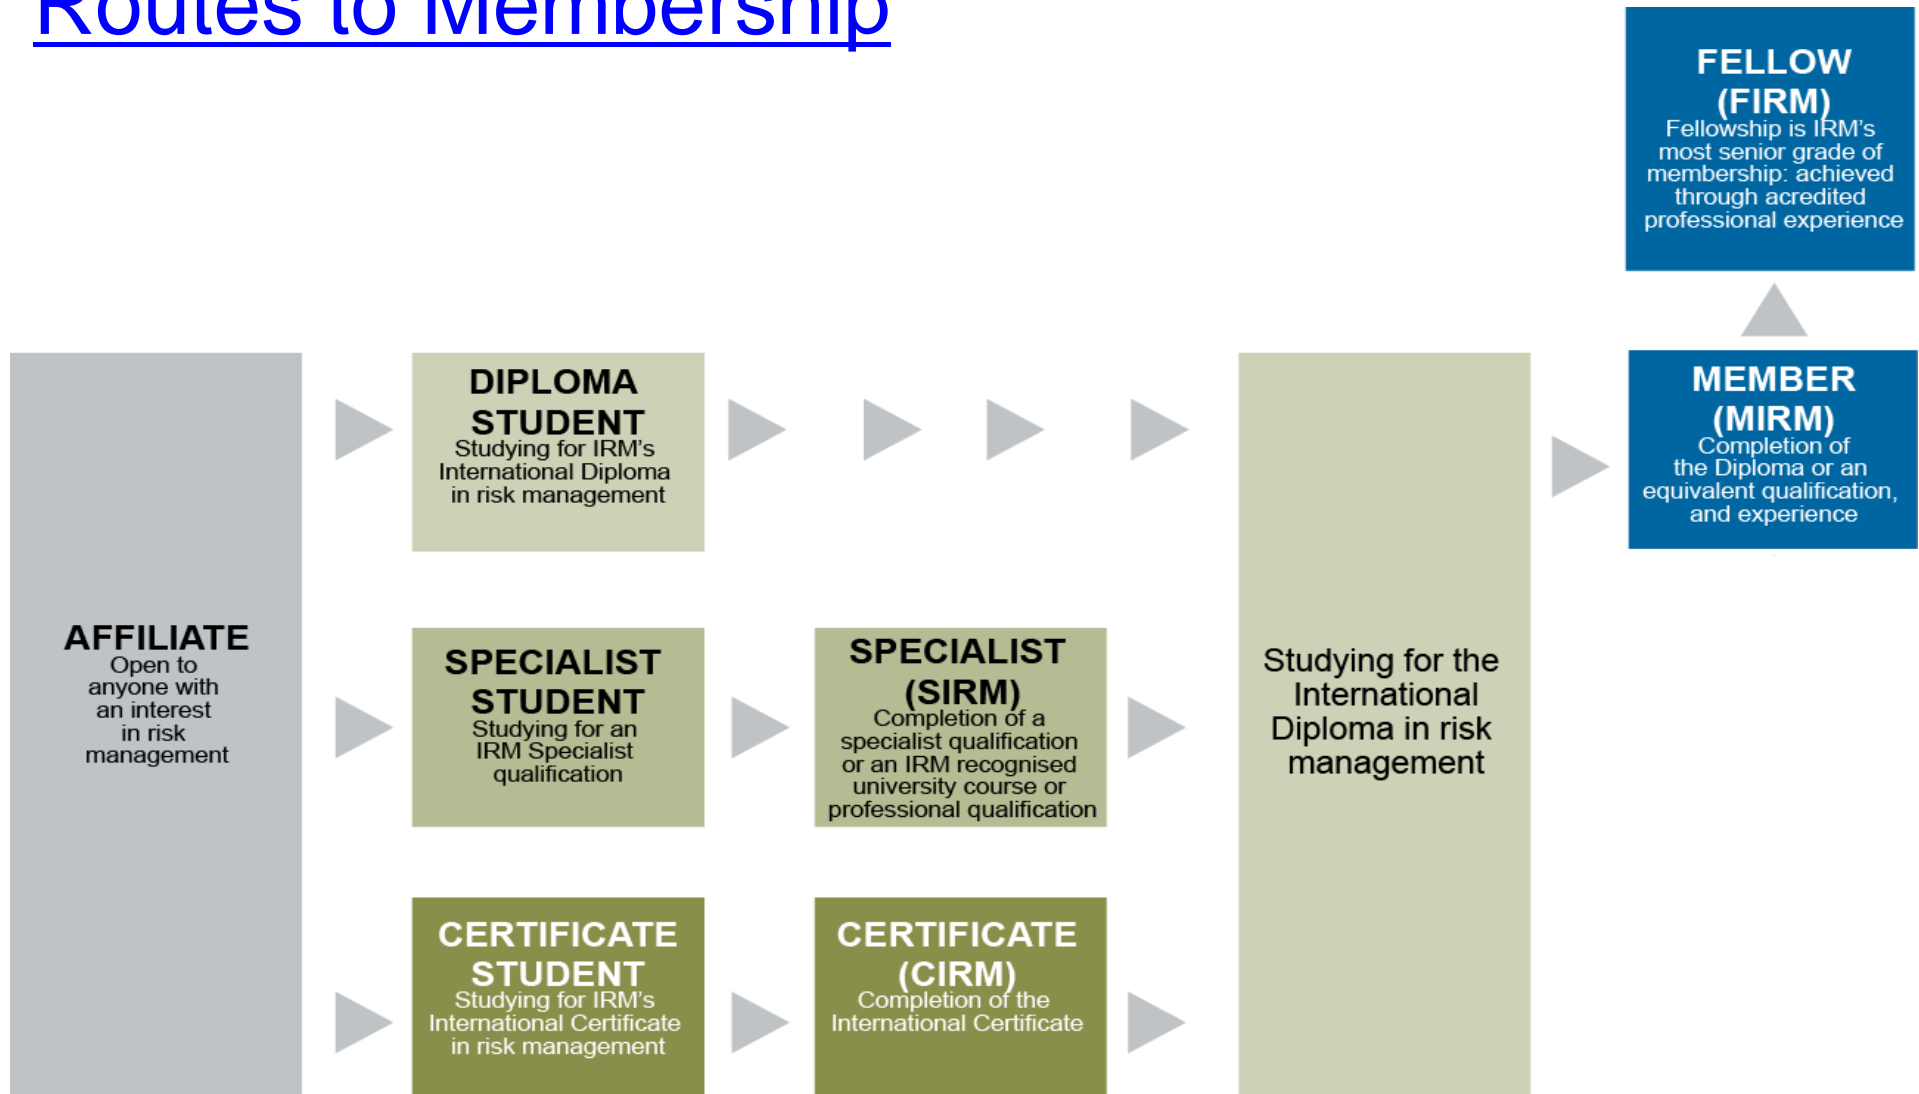 Routes to Membership
FELLOW
(FIRM)
Fellowship is IRM's
most senior grade of
membership: achieved
through acredited
professional experience
DIPLOMA
STUDENT
Studying for IRM's
International Diploma
in risk management
MEMBER
(MIRM)
Completion of
the Diploma or an
equivalent qualification,
and experience
AFFILIATE
Open to
anyone with
an interest
in risk
management
SPECIALIST
STUDENT
Studying for an
IRM Specialist
qualification
SPECIALIST
(SIRM)
Completion of a
specialist qualification
or an IRM recognised
university course or
professional qualification
Studying for the
International
Diploma in risk
management
CERTIFICATE
STUDENT
Studying for IRM's
International Certificate
in risk management
CERTIFICATE
(CIRM)
Completion of the
International Certificate